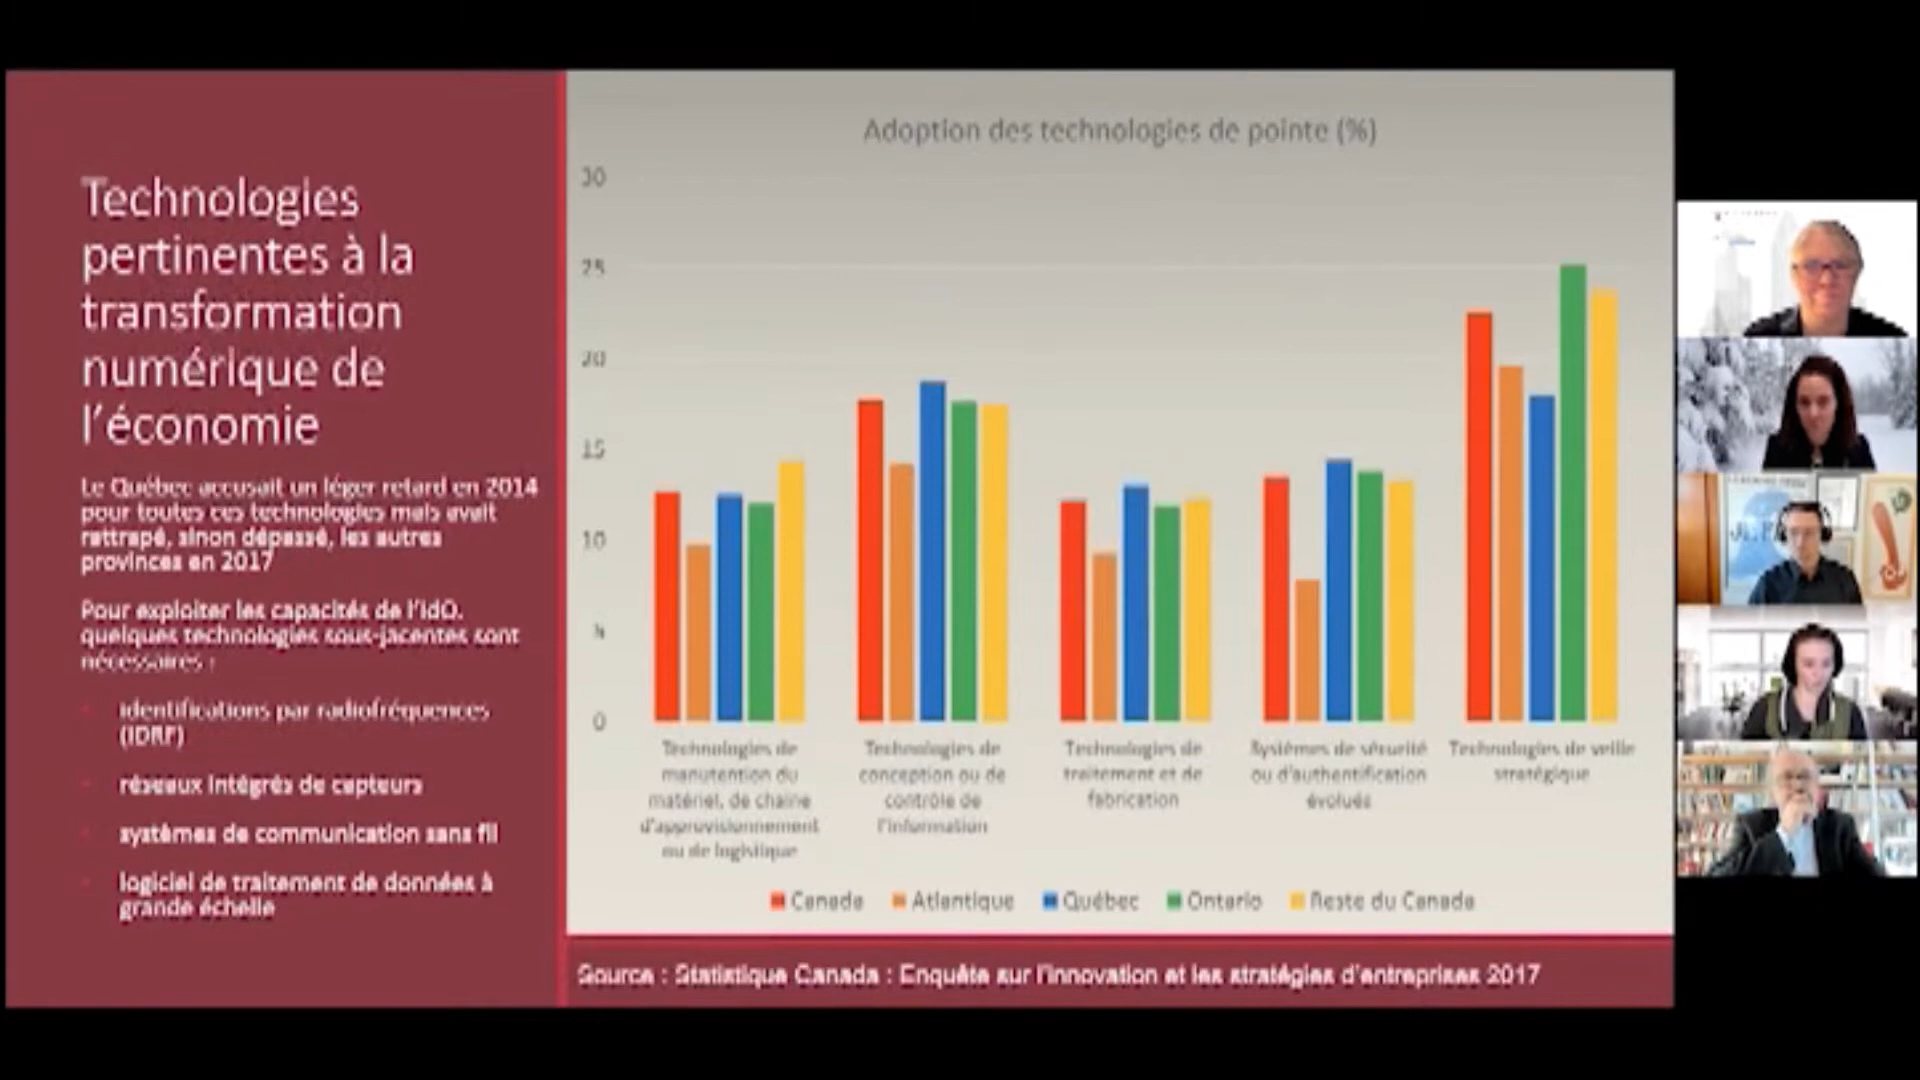 Technologies
pertinentes à la
transformation
numérique de
l'économie
Le Québec accusait un léger retard en 2014
pour toutes ces technologies mais avait
rattrapé, sinon dépassé, les autres
provinces en 2017
Pour exploiter les capacités de l'IdO,
quelques technologies sous-jacentes sont
nécessaires :
identifications par radiofréquences
(IDRF)
réseaux intégrés de capteurs
systèmes de communication sans fil
logiciel de traitement de données à
grande échelle
Adoption des technologies de pointe (%)
30
25
20
15
10
5
0
Technologies de
manutention du
matériel, de chaîne
d'approvisionnement
ou de logistique
Technologies de
conception ou de
contrôle de
l'information
Technologies de
traitement et de
fabrication
Systèmes de sécurité
ou d'authentification
évolués
Technologies de veille
stratégique
Canada Atlantique Québec Ontario Reste du Canada
Source : Statistique Canada : Enquête sur l'innovation et les stratégies d'entreprises 2017